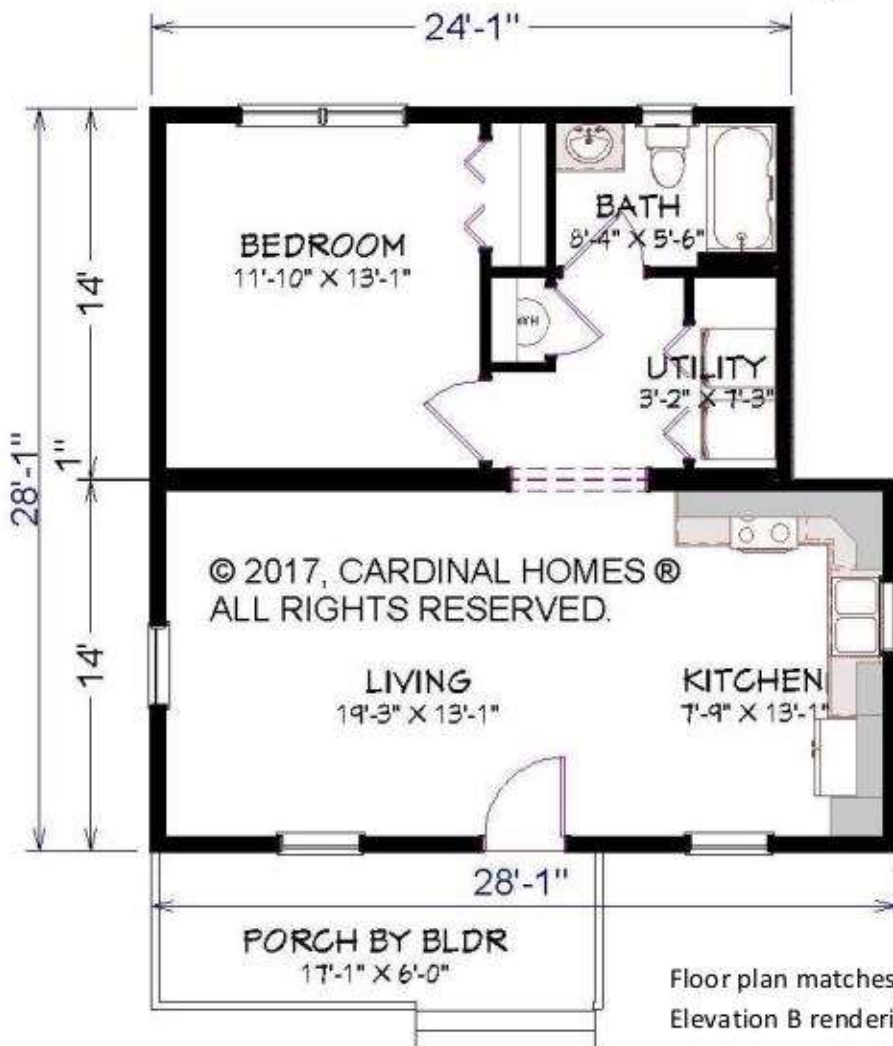 24'-1"
BATH
8'-4" X 5'-6"
BEDROOM
11'-10" X 13'-1"
14'
WH
UTILITY
3'-2" X 7'-3"
1"
28'-1"
© 2017, CARDINAL HOMES ®
ALL RIGHTS RESERVED.
14'
LIVING
19'-3" X 13'-1"
KITCHEN
7'-9" X 13'-1"
28'-1"
PORCH BY BLDR
17'-1" X 6'-0"
Floor plan matches
Elevation B renderi